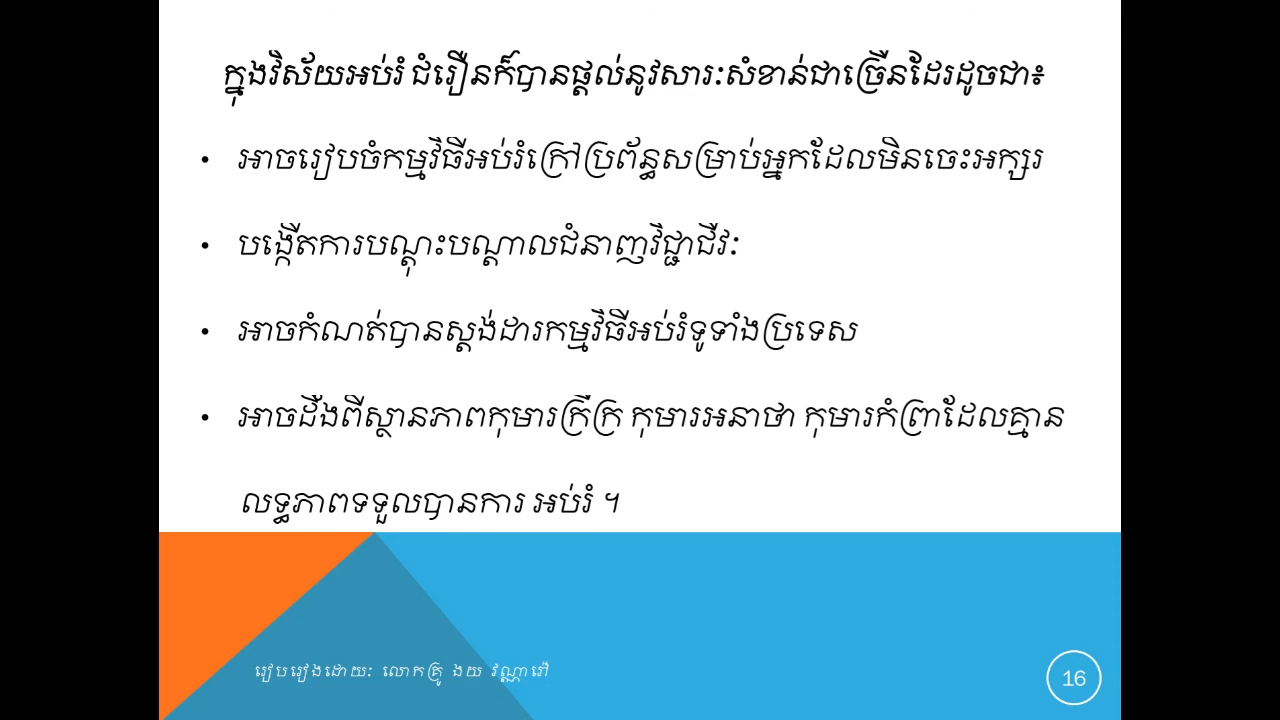 ក្នុងវិស័យអប់រំ ជំរឿនក៏បានផ្តល់នូវសារៈសំខាន់ជាច្រើនដែរដូចជា៖
• អាចរៀបចំកម្មវិធីអប់រំក្រៅប្រព័ន្ធសម្រាប់អ្នកដែលមិនចេះអក្សរ
• បង្កើតការបណ្តុះបណ្តាលជំនាញវិជ្ជាជីវៈ
• អាចកំណត់បានស្តង់ដារកម្មវិធីអប់រំទូទាំងប្រទេស
• អាចដឹងពីស្ថានភាពកុមារក្រីក្រ កុមារអនាថា កុមារកំព្រាដែលគ្មាន
លទ្ធភាពទទួលបានការ អប់រំ ។
រៀបរៀងដោយៈ លោកគ្រូ ងយ វណ្ណារ៉ា
16